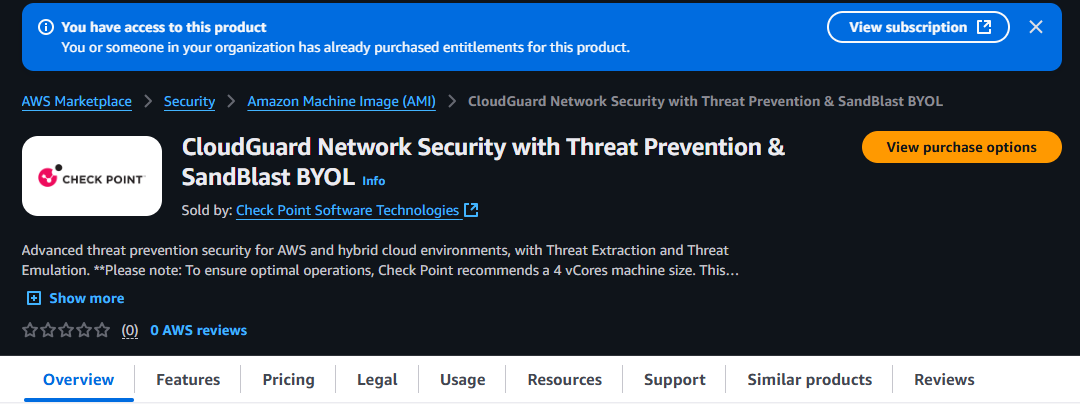 You have access to this product
You or someone in your organization has already purchased entitlements for this product.
View subscription
AWS Marketplace > Security > Amazon Machine Image (AMI) > CloudGuard Network Security with Threat Prevention & SandBlast BYOL
CHECK POINT
CloudGuard Network Security with Threat Prevention &
SandBlast BYOL Info
Sold by: Check Point Software Technologies
View purchase options
Advanced threat prevention security for AWS and hybrid cloud environments, with Threat Extraction and Threat
Emulation. **Please note: To ensure optimal operations, Check Point recommends a 4 vCores machine size. This…
Show more
(0) 0 AWS reviews
Overview Features Pricing Legal Usage Resources Support Similar products Reviews